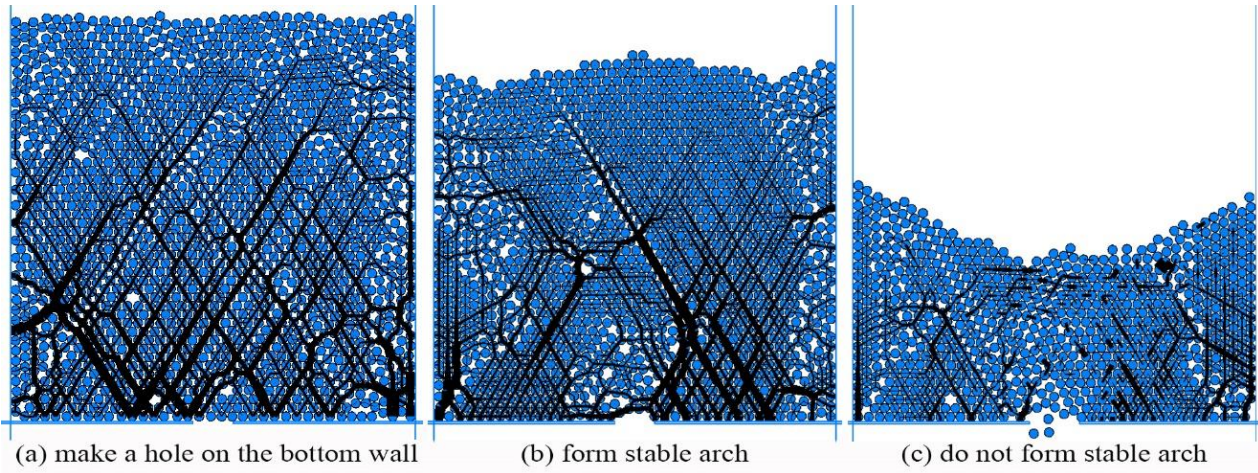 (a) make a hole on the bottom wall
(b) form stable arch
(c) do not form stable arch